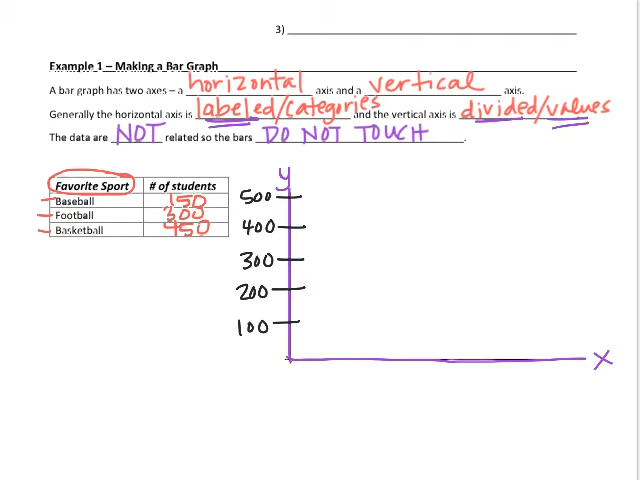 3)
Example 1 – Making a Bar Graph
A bar graph has two axes – a horizontal axis and a vertical axis.
Generally the horizontal axis is labeled/categories and the vertical axis is divided/values
The data are NOT related so the bars DO NOT TOUCH.
Favorite Sport # of students
Baseball 150
Football 300
Basketball 450
y
500
400
300
200
100
X